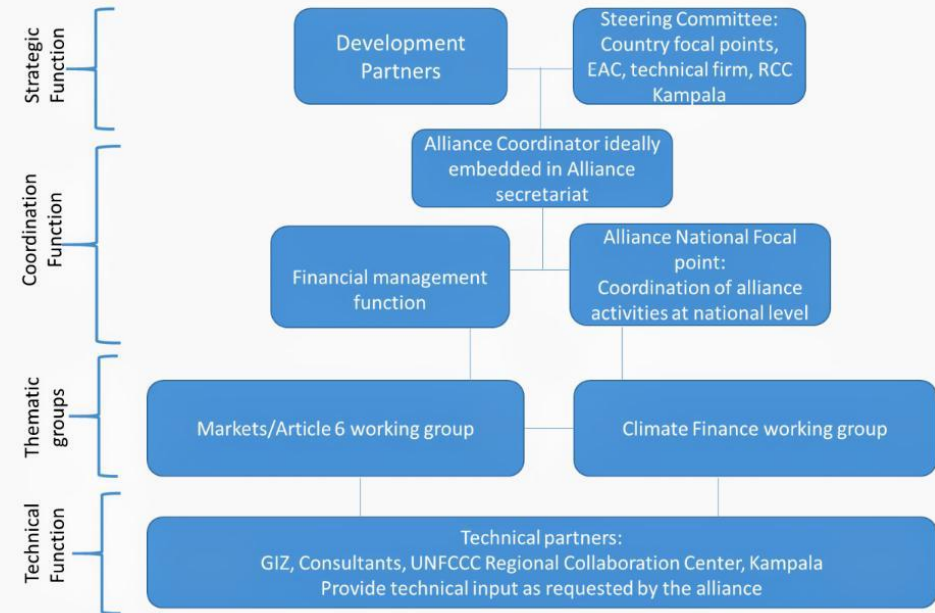 Strategic
Function
Development
Partners
Steering Committee:
Country focal points,
EAC, technical firm, RCC
Kampala
Coordination
Function
Alliance Coordinator ideally
embedded in Alliance
secretariat
Financial management
function
Alliance National Focal
point:
Coordination of alliance
activities at national level
Thematic
groups
Markets/Article 6 working group
Climate Finance working group
Technical
Function
Technical partners:
GIZ, Consultants, UNFCCC Regional Collaboration Center, Kampala
Provide technical input as requested by the alliance